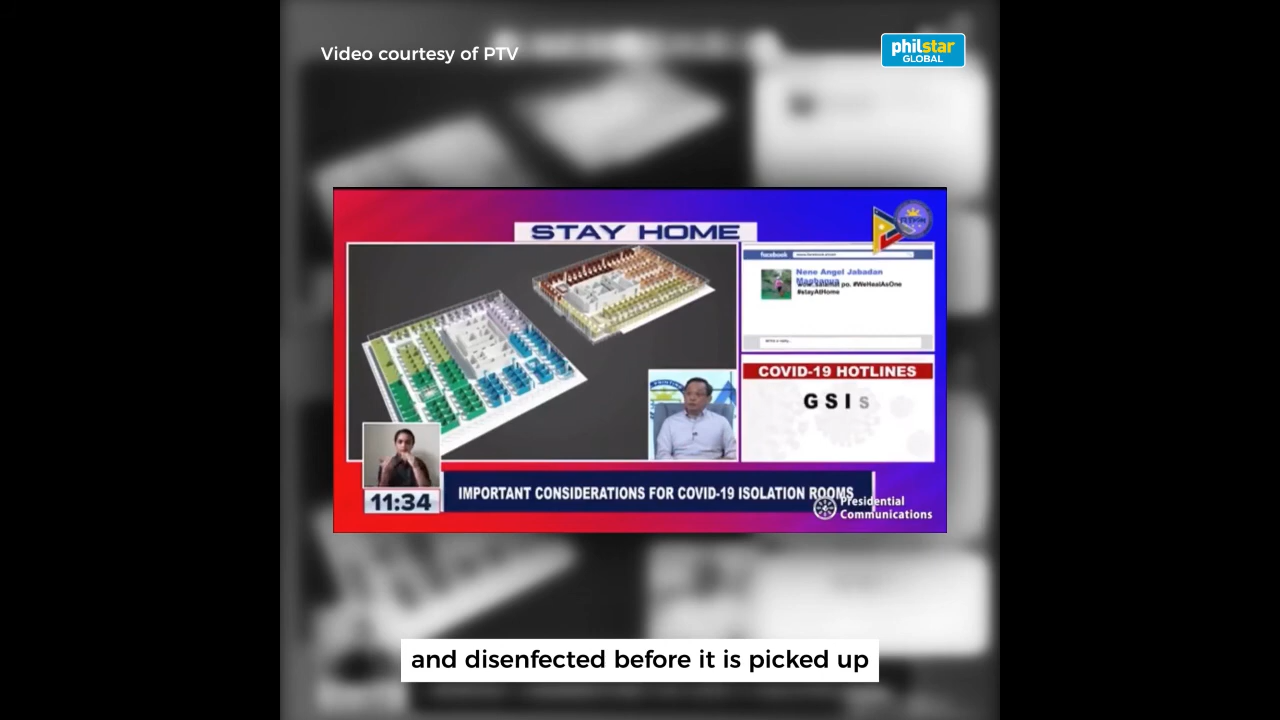 Video courtesy of PTV
philstar
GLOBAL
STAY HOME
facebook
Nene Angel Jabadan
po. #WeHealAsOne
#stayAtHome
COVID-19 HOTLINES
GSIS
11:34
IMPORTANT CONSIDERATIONS FOR COVID-19 ISOLATION ROOMS
Presidential
Communications
and disenfected before it is picked up